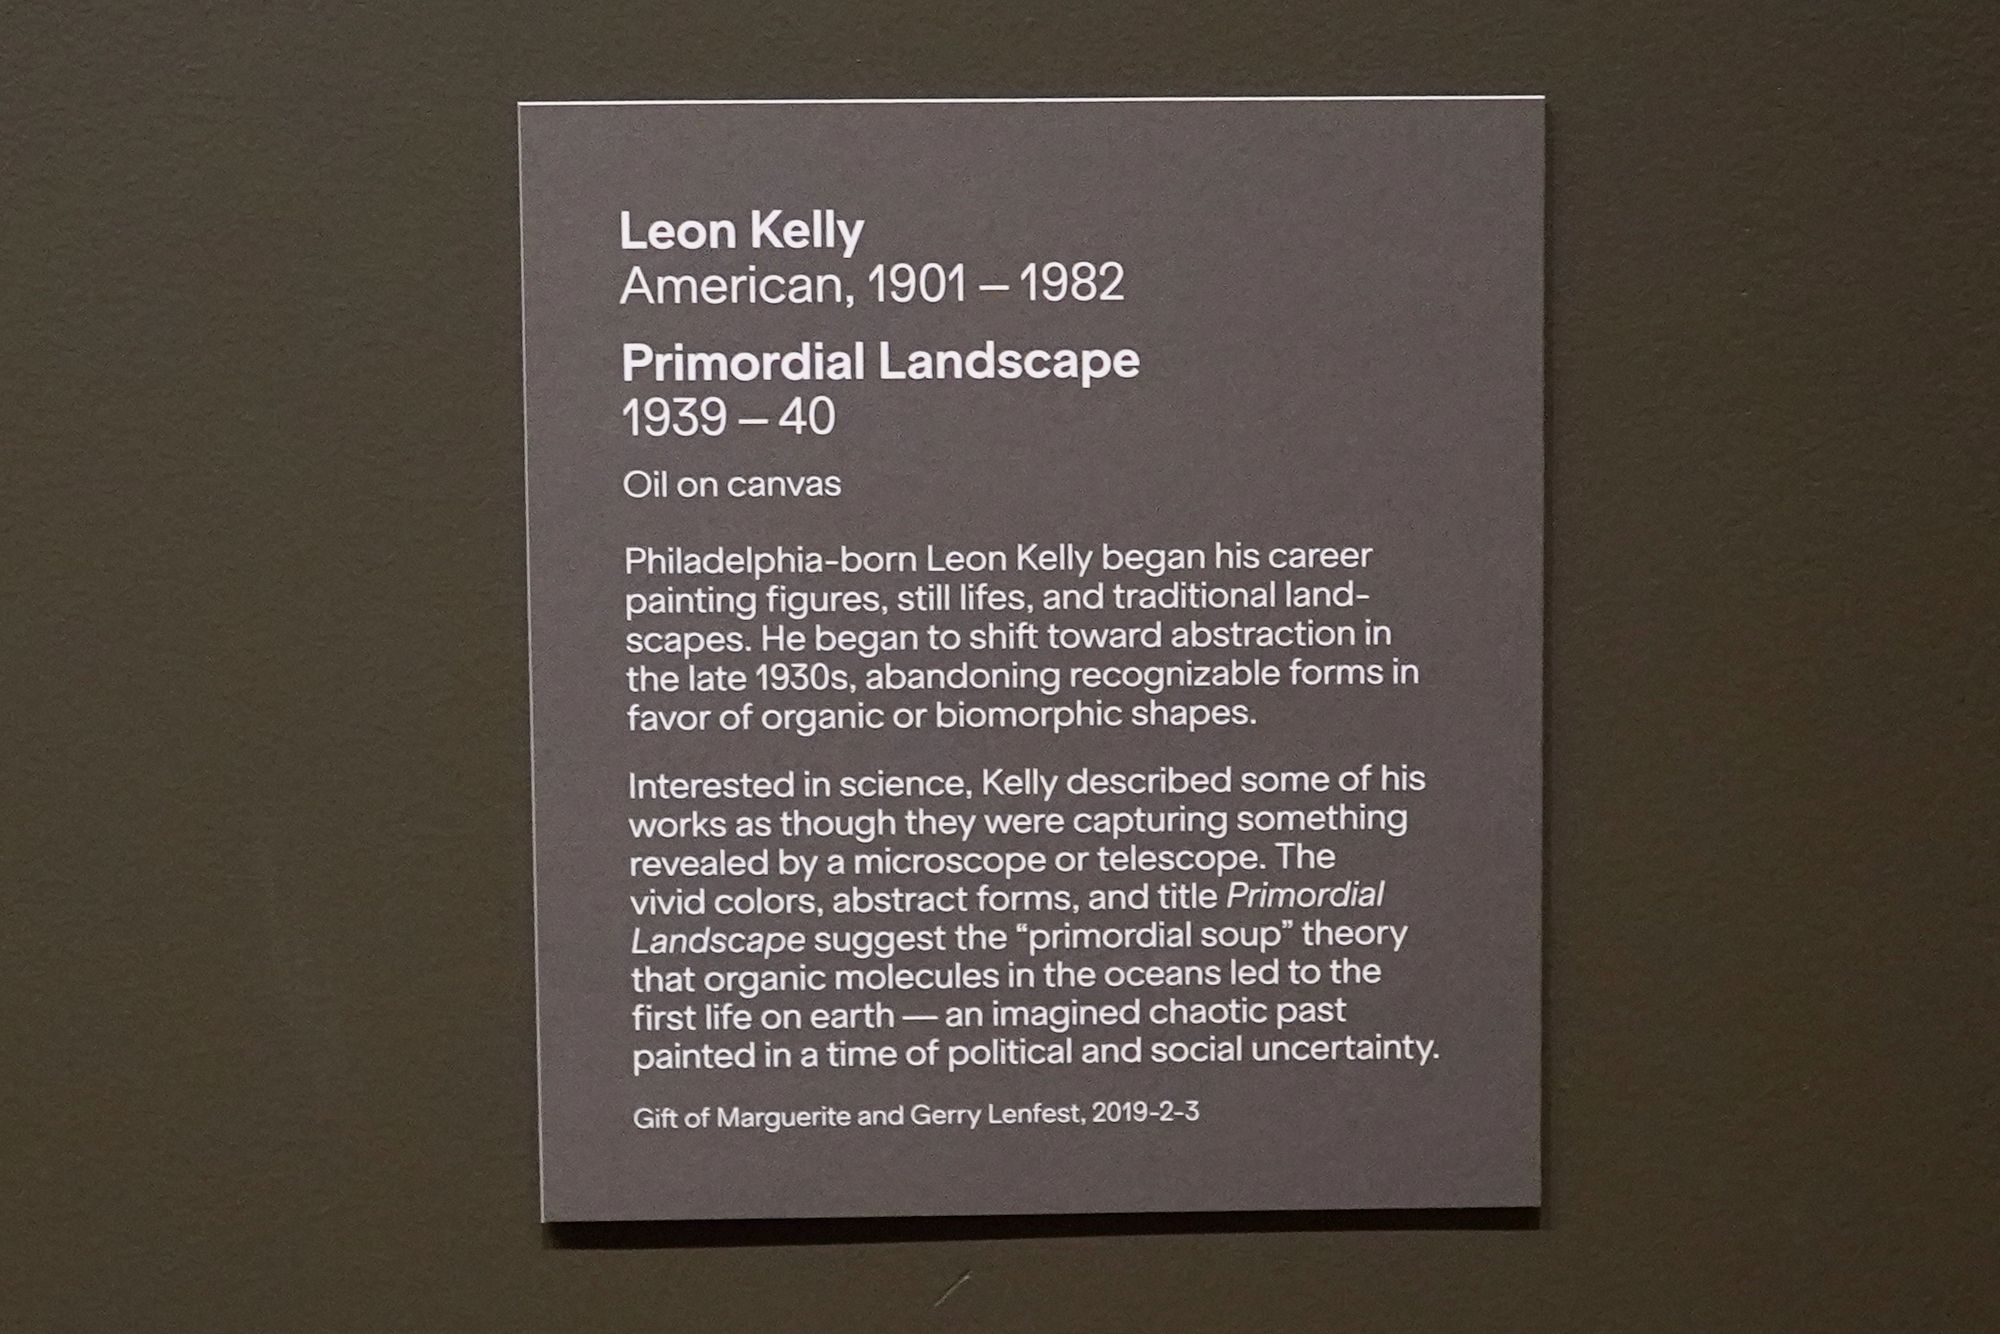 Leon Kelly
American, 1901 – 1982
Primordial Landscape
1939 – 40
Oil on canvas
Philadelphia-born Leon Kelly began his career
painting figures, still lifes, and traditional land-
scapes. He began to shift toward abstraction in
the late 1930s, abandoning recognizable forms in
favor of organic or biomorphic shapes.
Interested in science, Kelly described some of his
works as though they were capturing something
revealed by a microscope or telescope. The
vivid colors, abstract forms, and title Primordial
Landscape suggest the “primordial soup” theory
that organic molecules in the oceans led to the
first life on earth — an imagined chaotic past
painted in a time of political and social uncertainty.
Gift of Marguerite and Gerry Lenfest, 2019-2-3